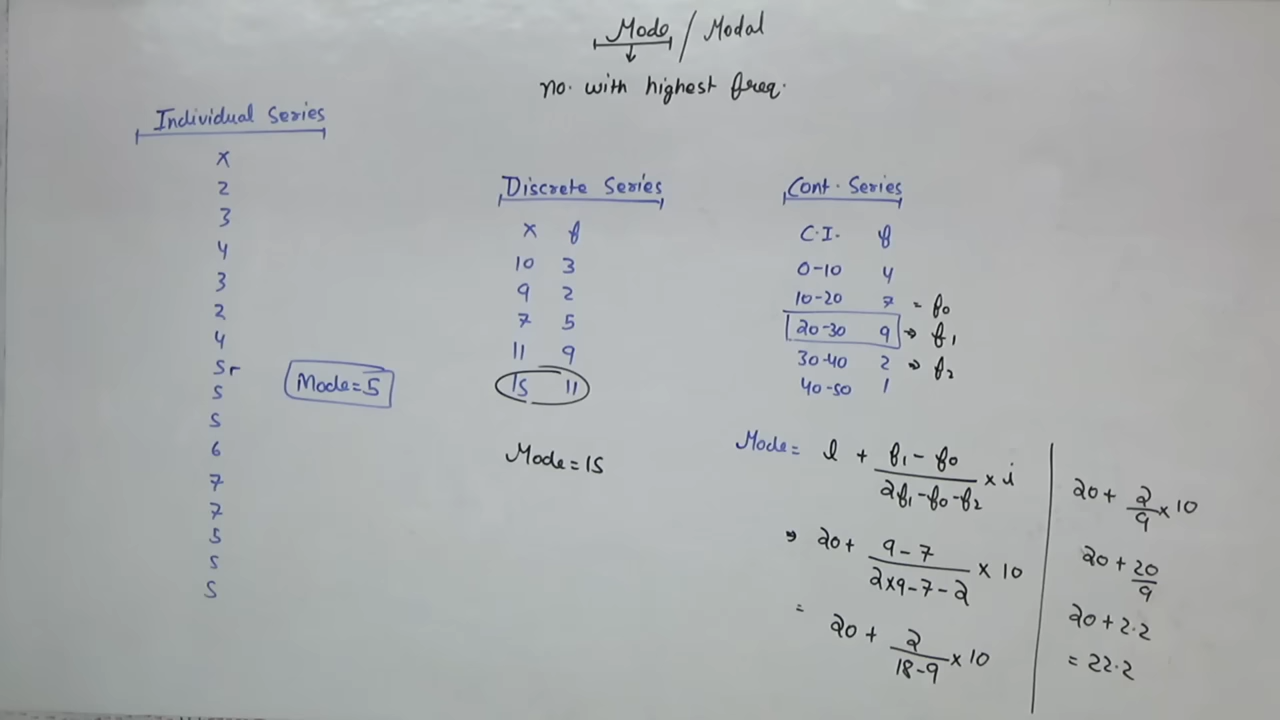 Mode / Modal
no. with highest freq.
Individual Series
X
2
3
4
3
2
4
5
5
5
6
7
7
5
5
5
Mode = 5
Discrete Series
X f
10 3
9 2
7 5
11 9
15 11
Mode = 15
Cont. Series
C.I. f
0-10 4
10-20 7 = f₀
20-30 9 → f₁
30-40 2 → f₂
40-50 1
Mode = l + (f₁ - f₀)/(2f₁ - f₀ - f₂) × i
⇒ 20 + (9 - 7)/(2×9 - 7 - 2) × 10
= 20 + 2/(18-9) × 10
20 + 2/9 × 10
20 + 20/9
20 + 2.2
= 22.2